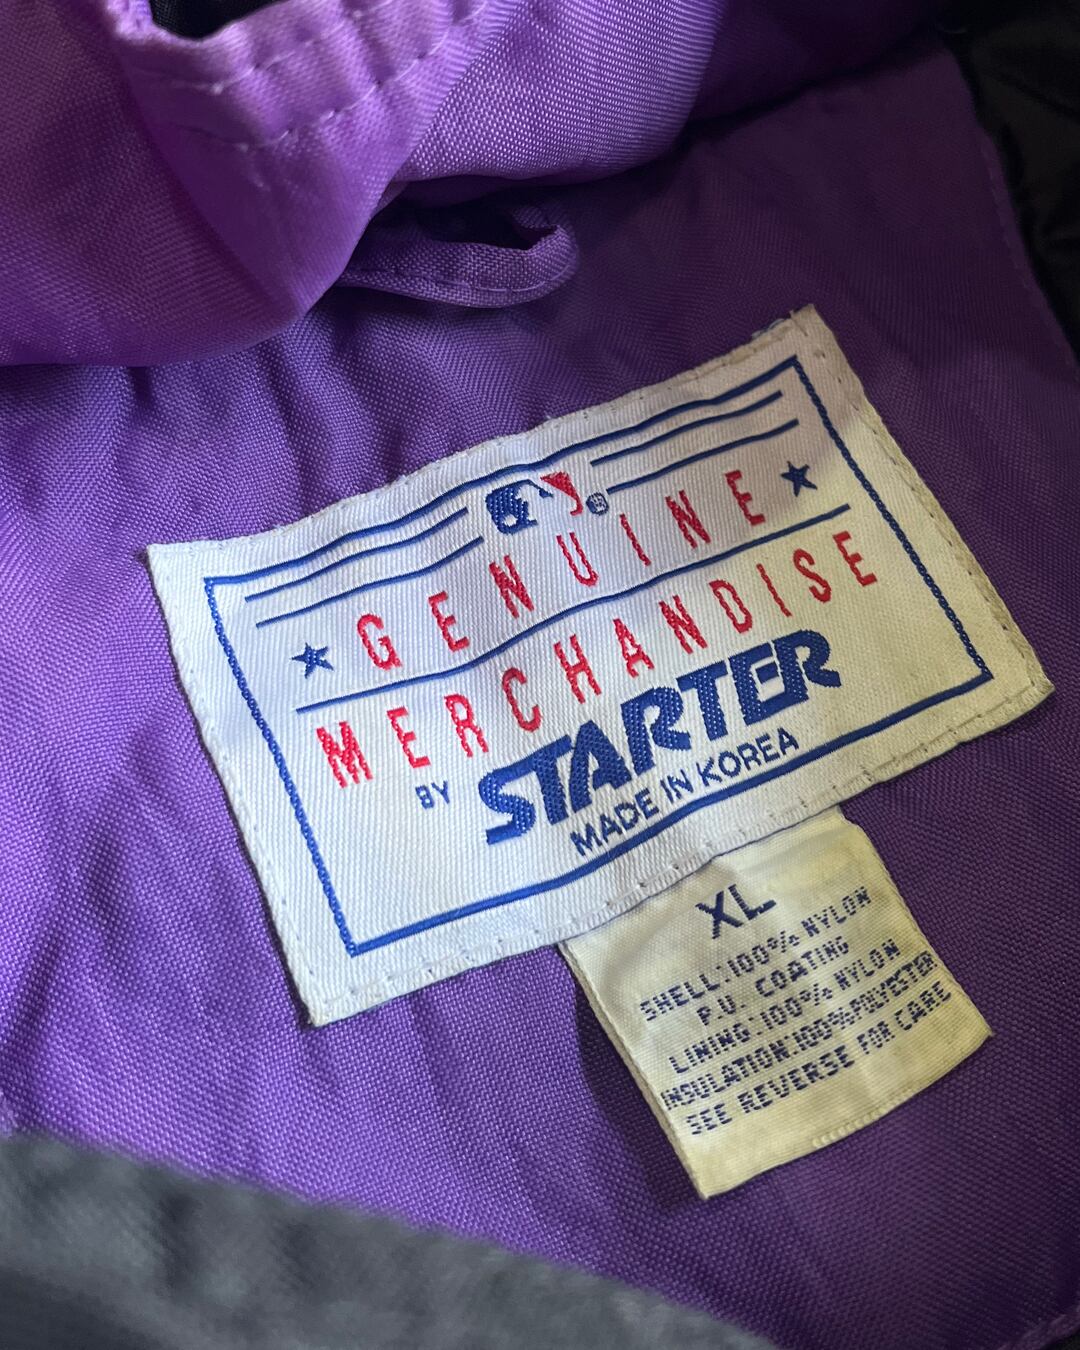 GENUINE
MERCHANDISE
BY STARTER
MADE IN KOREA
XL
SHELL:100% NYLON
P.U. COATING
LINING:100% NYLON
INSULATION:100%POLYESTER
SEE REVERSE FOR CARE